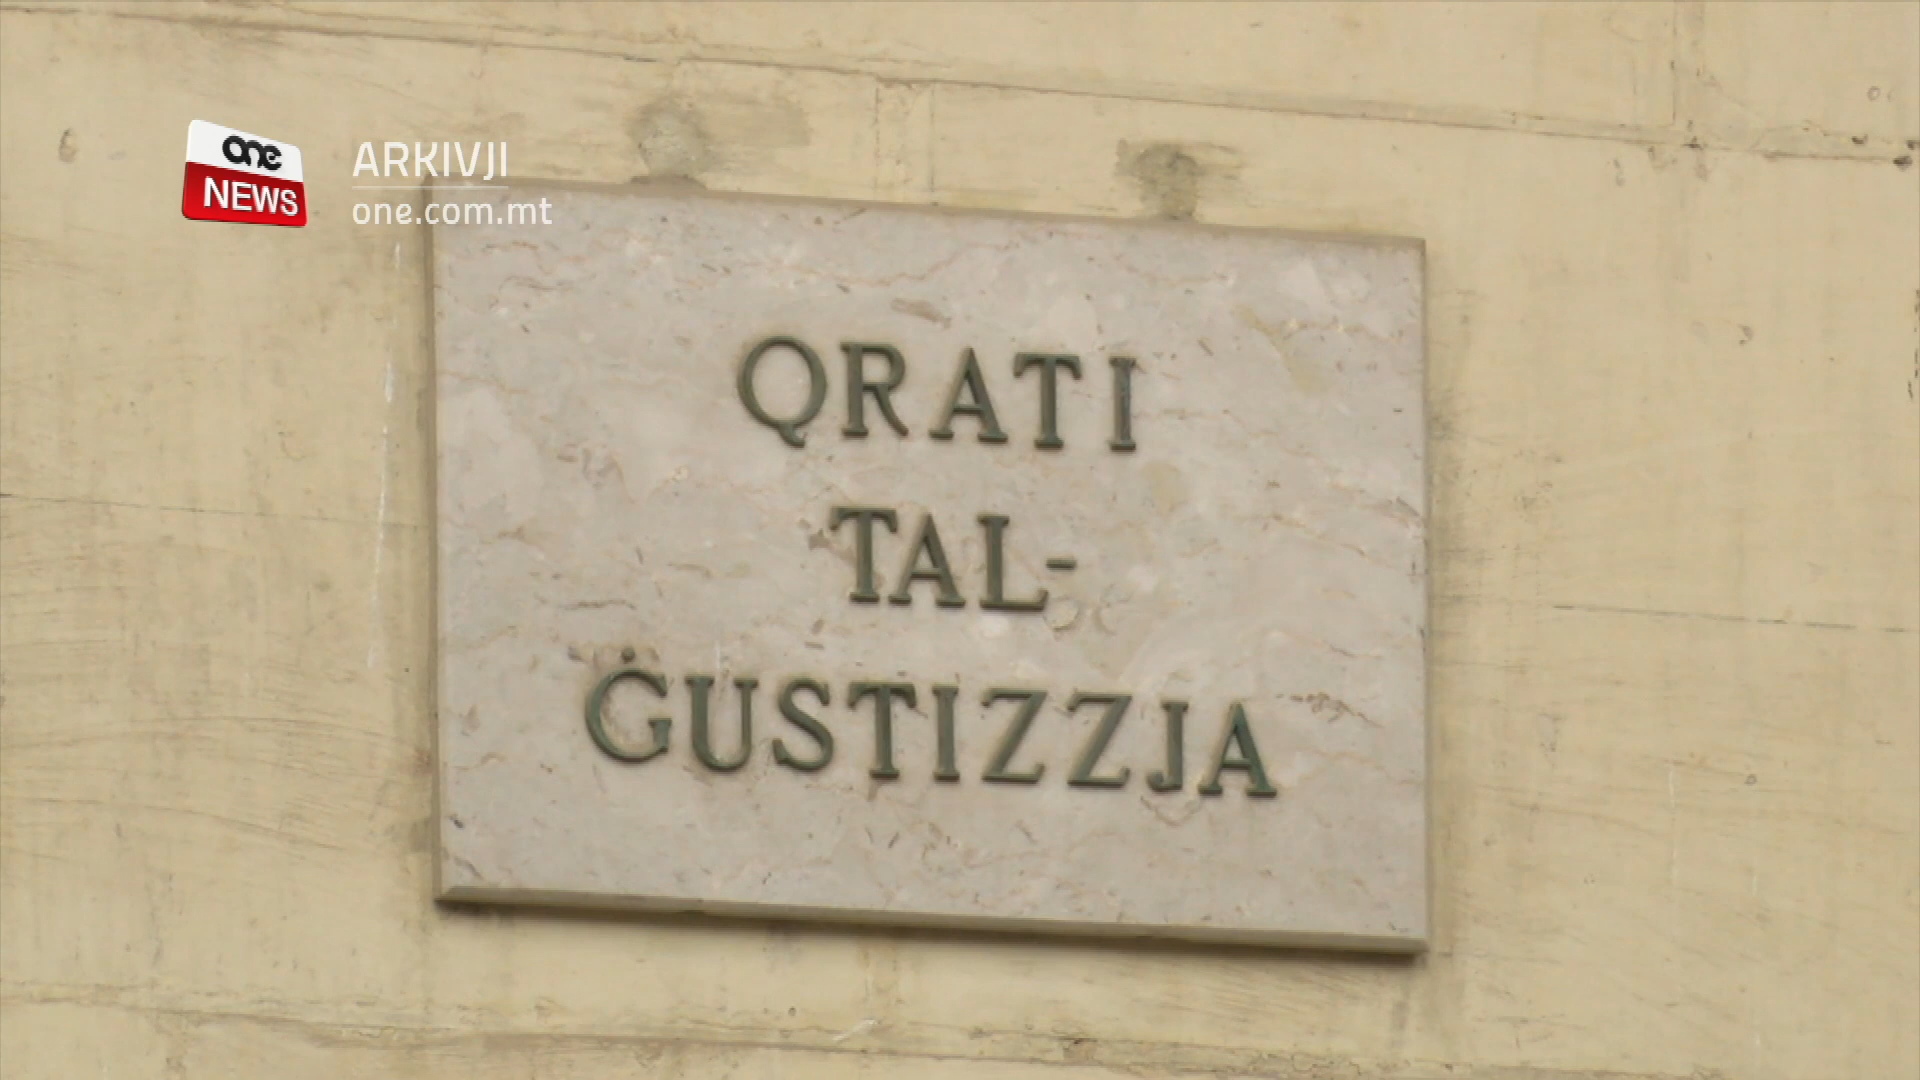 one
NEWS
ARKIVJI
one.com.mt
QRATI
TAL-
ĠUSTIZZJA